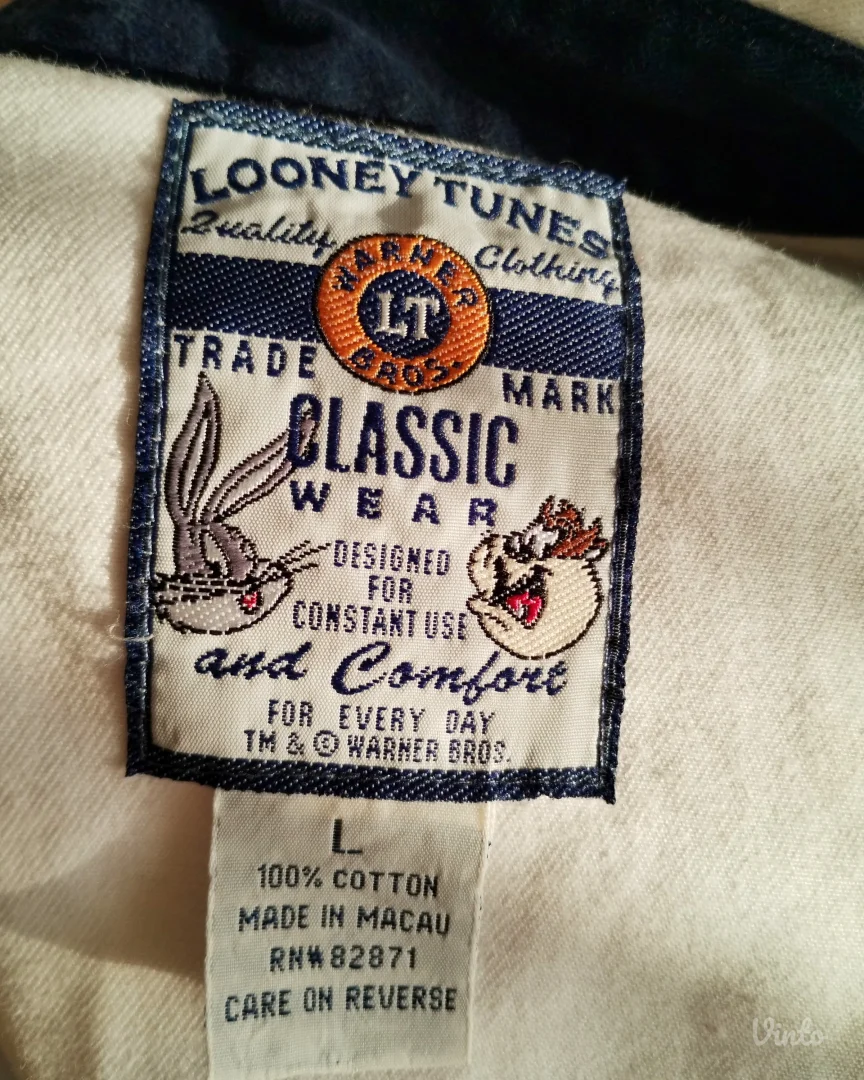 LOONEY TUNES
Quality Clothing
WARNER
LT
BROS.
TRADE MARK
CLASSIC
WEAR
DESIGNED
FOR
CONSTANT USE
and Comfort
FOR EVERY DAY
TM & © WARNER BROS.
L
100% COTTON
MADE IN MACAU
RN#82871
CARE ON REVERSE
Vinto